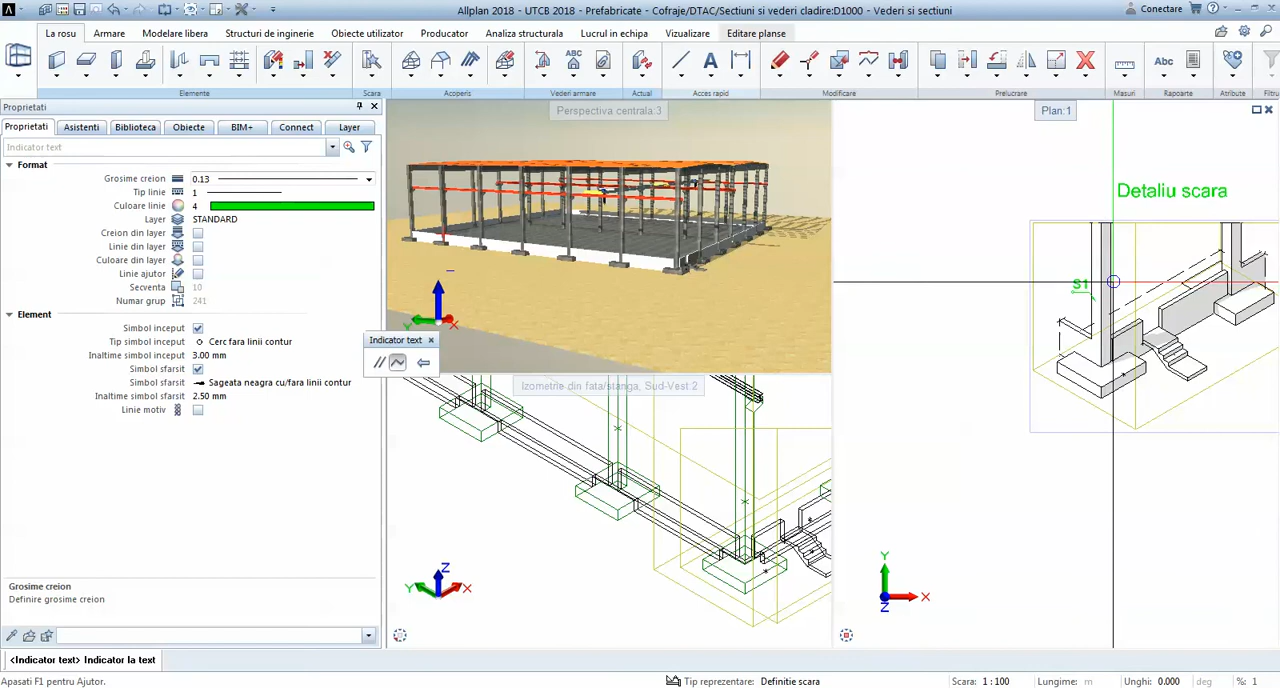 Allplan 2018 - UTCB 2018 - Prefabricate - Cofraje/DTAC/Sectiuni si vederi cladire:D1000 - Vederi si sectiuni
Conectare
La rosu
Armare
Modelare libera
Structuri de inginerie
Obiecte utilizator
Producator
Analiza structurala
Lucrul in echipa
Vizualizare
Editare planse
ABC
A
Abc
Elemente
Scara
Acoperis
Vederi armare
Actual
Acces rapid
Modificare
Prelucrare
Masuri
Rapoarte
Atribute
Filtru
Proprietati
Proprietati
Asistenti
Biblioteca
Obiecte
BIM+
Connect
Layer
Indicator text
Format
Grosime creion 0.13
Tip linie 1
Culoare linie 4
Layer STANDARD
Creion din layer
Linie din layer
Culoare din layer
Linie ajutor
Secventa 10
Numar grup 241
Element
Simbol inceput
Tip simbol inceput Cerc fara linii contur
Inaltime simbol inceput 3.00 mm
Simbol sfarsit
Simbol sfarsit Sageata neagra cu/fara linii contur
Inaltime simbol sfarsit 2.50 mm
Linie motiv
Grosime creion
Definire grosime creion
Perspectiva centrala:3
Y
X
Indicator text
Izometrie din fata/stanga, Sud-Vest 2
Z
Y
X
Plan:1
Detaliu scara
S1
Y
X
Z
<Indicator text> Indicator la text
Apasati F1 pentru Ajutor.
Tip reprezentare: Definitie scara
Scara: 1 : 100
Lungime: m
Unghi: 0.000 deg
%: 1